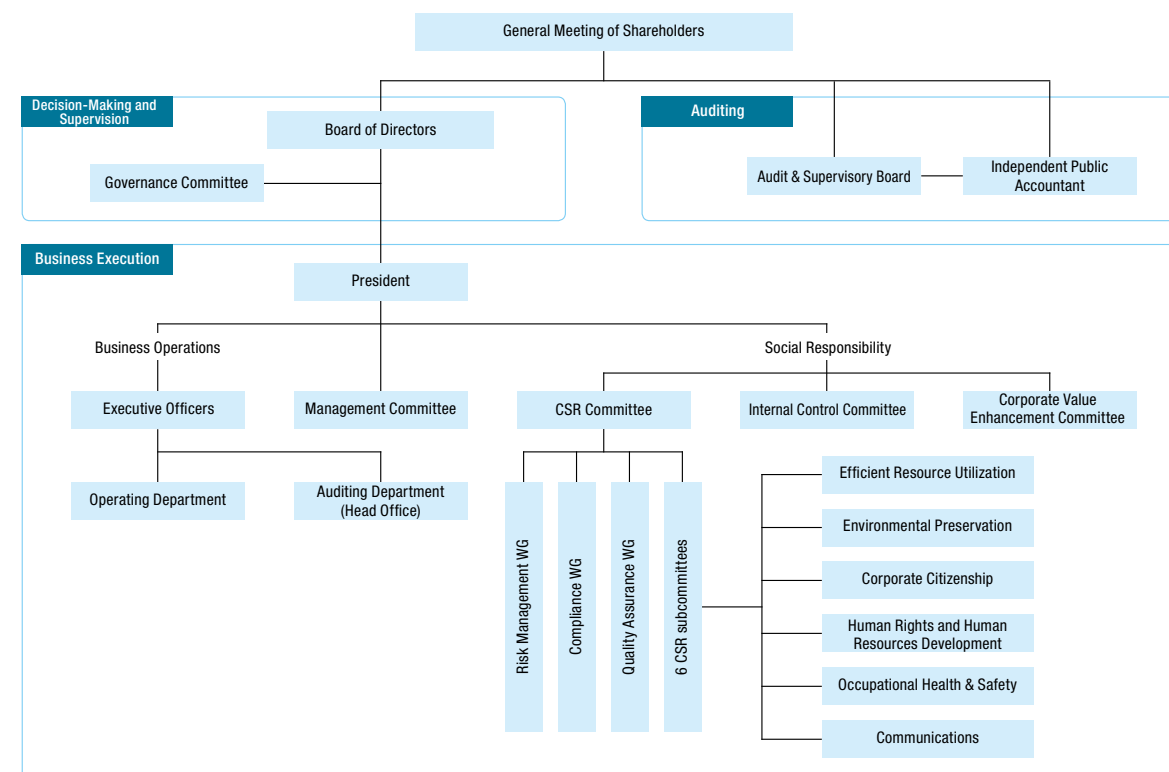 General Meeting of Shareholders
Decision-Making and
Supervision
Auditing
Board of Directors
Governance Committee
Audit & Supervisory Board
Independent Public
Accountant
Business Execution
President
Business Operations
Social Responsibility
Executive Officers
Management Committee
CSR Committee
Internal Control Committee
Corporate Value
Enhancement Committee
Operating Department
Auditing Department
(Head Office)
Risk Management WG
Compliance WG
Quality Assurance WG
6 CSR subcommittees
Efficient Resource Utilization
Environmental Preservation
Corporate Citizenship
Human Rights and Human
Resources Development
Occupational Health & Safety
Communications